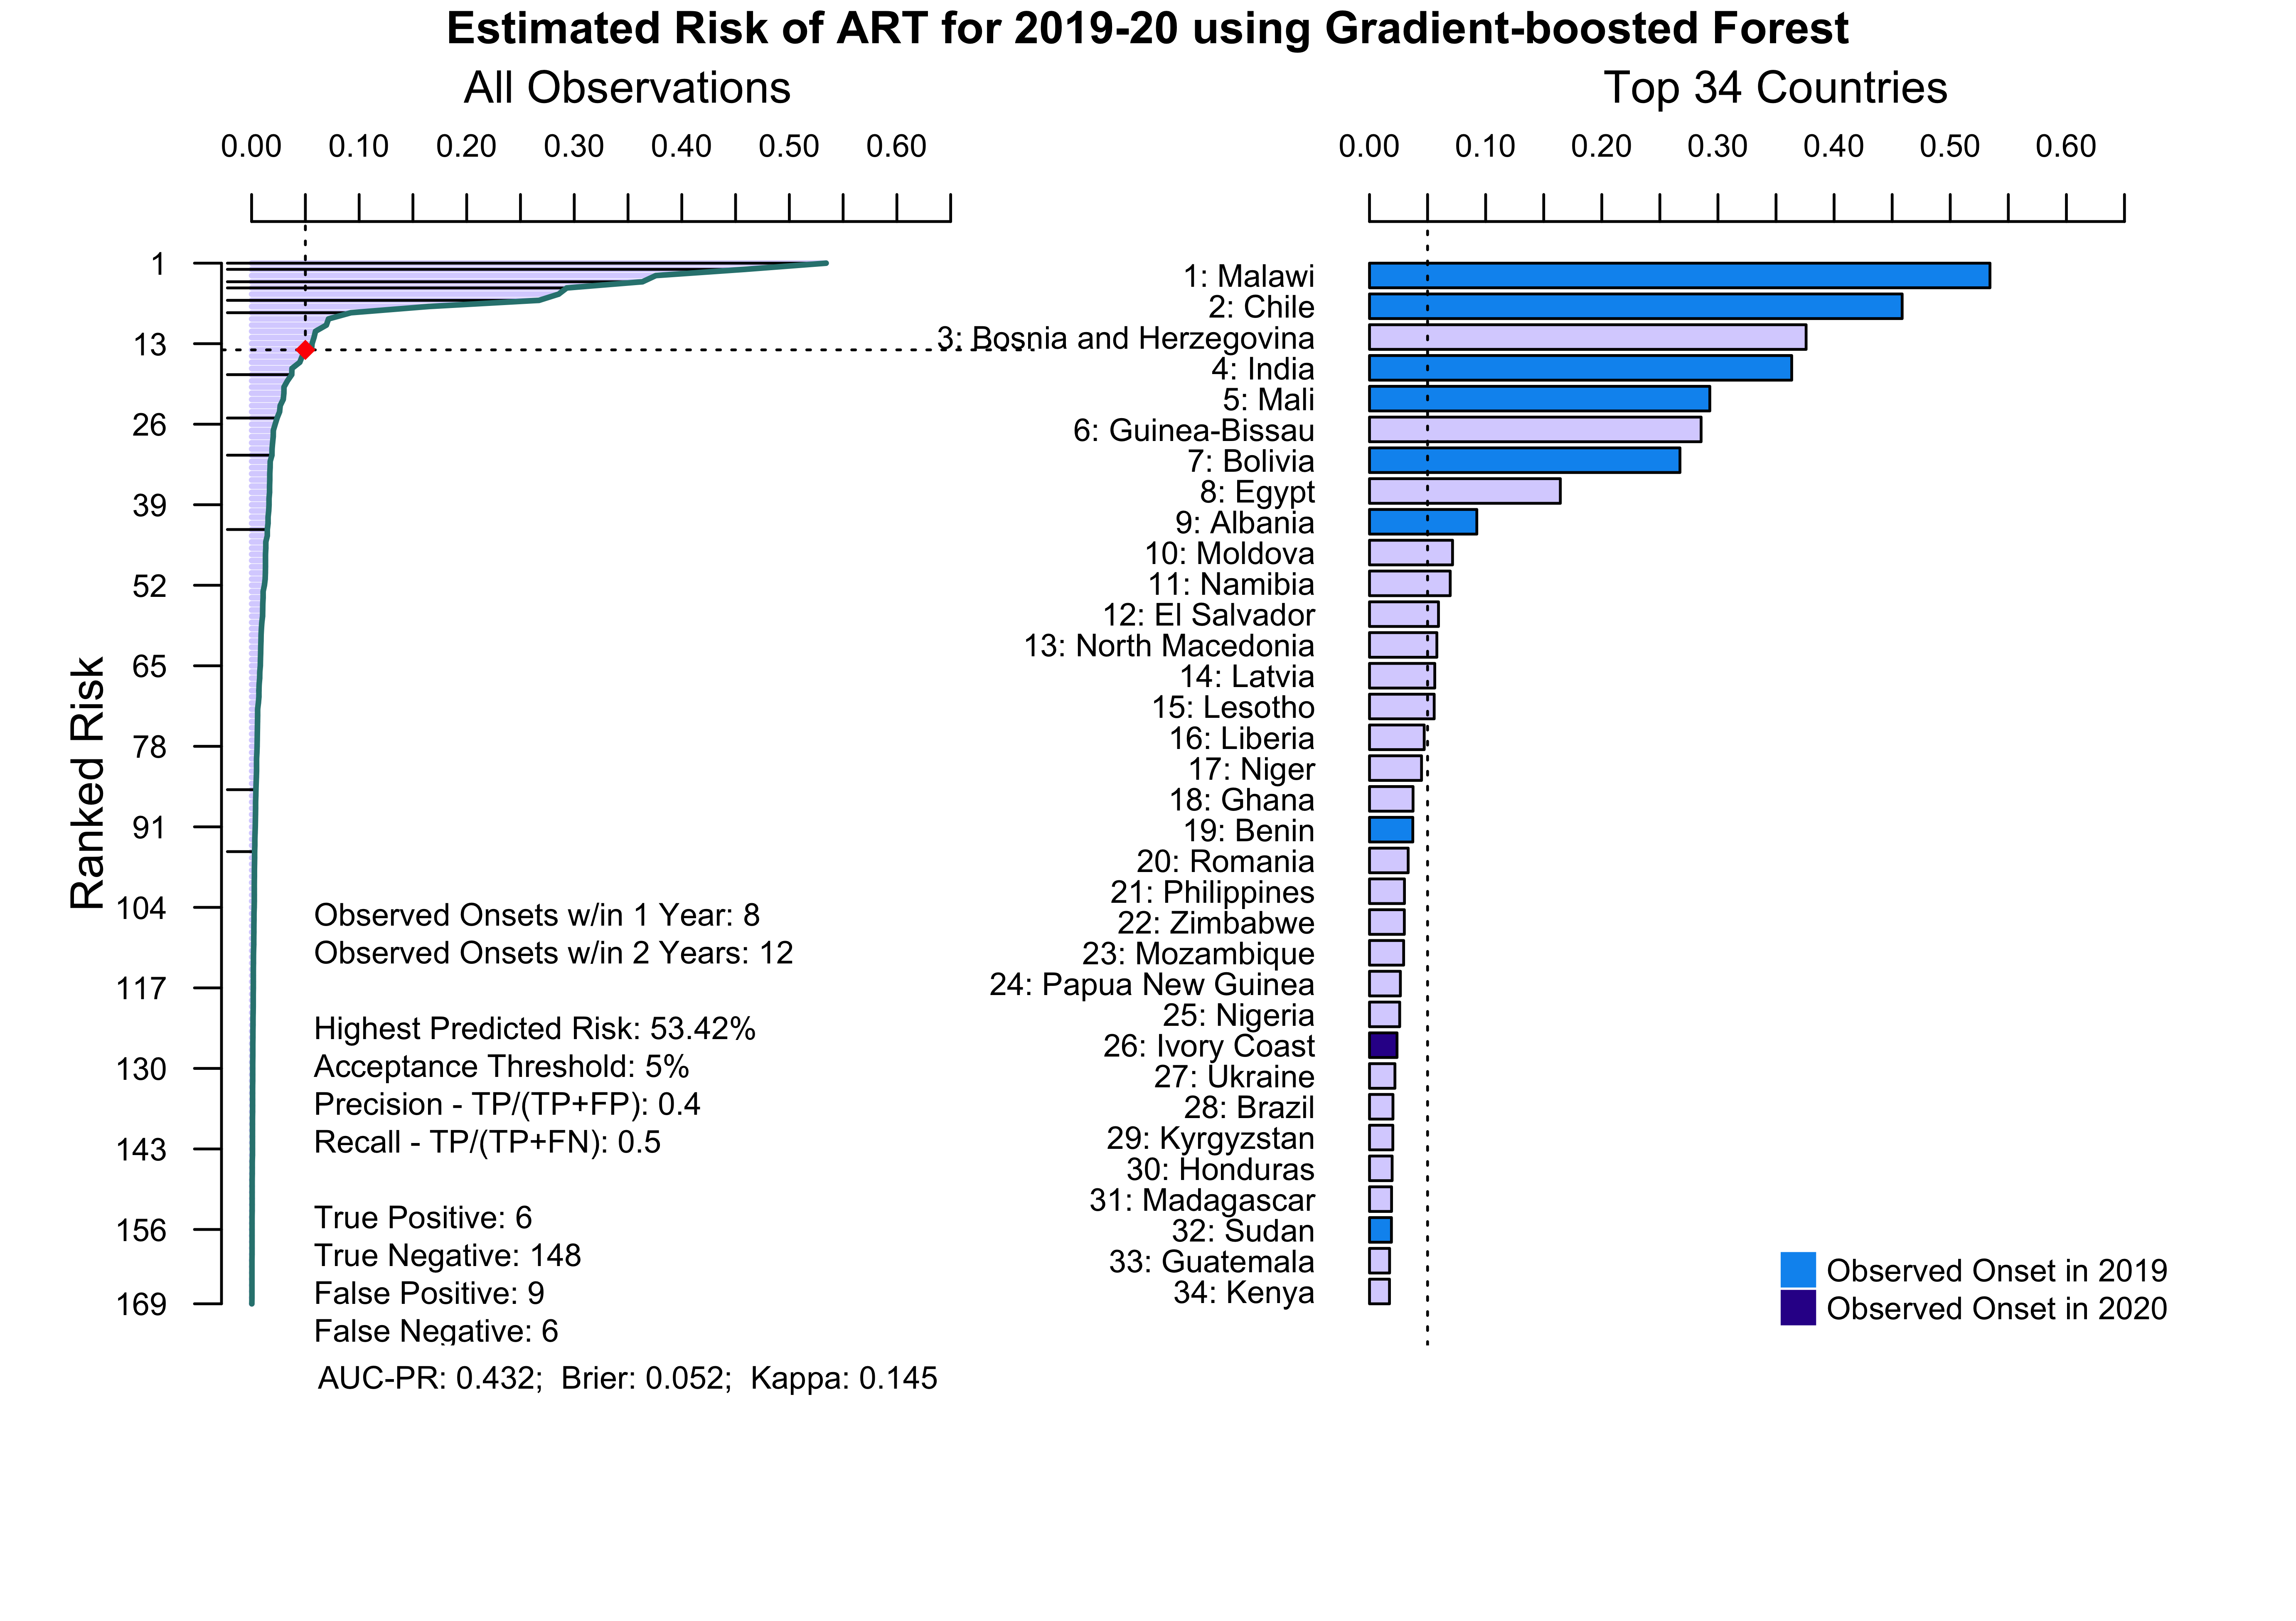 Estimated Risk of ART for 2019-20 using Gradient-boosted Forest
All Observations
0.00 0.10 0.20 0.30 0.40 0.50 0.60
Ranked Risk
1
13
26
39
52
65
78
91
104
117
130
143
156
169
Observed Onsets w/in 1 Year: 8
Observed Onsets w/in 2 Years: 12
Highest Predicted Risk: 53.42%
Acceptance Threshold: 5%
Precision - TP/(TP+FP): 0.4
Recall - TP/(TP+FN): 0.5
True Positive: 6
True Negative: 148
False Positive: 9
False Negative: 6
AUC-PR: 0.432; Brier: 0.052; Kappa: 0.145
Top 34 Countries
0.00 0.10 0.20 0.30 0.40 0.50 0.60
1: Malawi
2: Chile
3: Bosnia and Herzegovina
4: India
5: Mali
6: Guinea-Bissau
7: Bolivia
8: Egypt
9: Albania
10: Moldova
11: Namibia
12: El Salvador
13: North Macedonia
14: Latvia
15: Lesotho
16: Liberia
17: Niger
18: Ghana
19: Benin
20: Romania
21: Philippines
22: Zimbabwe
23: Mozambique
24: Papua New Guinea
25: Nigeria
26: Ivory Coast
27: Ukraine
28: Brazil
29: Kyrgyzstan
30: Honduras
31: Madagascar
32: Sudan
33: Guatemala
34: Kenya
Observed Onset in 2019
Observed Onset in 2020